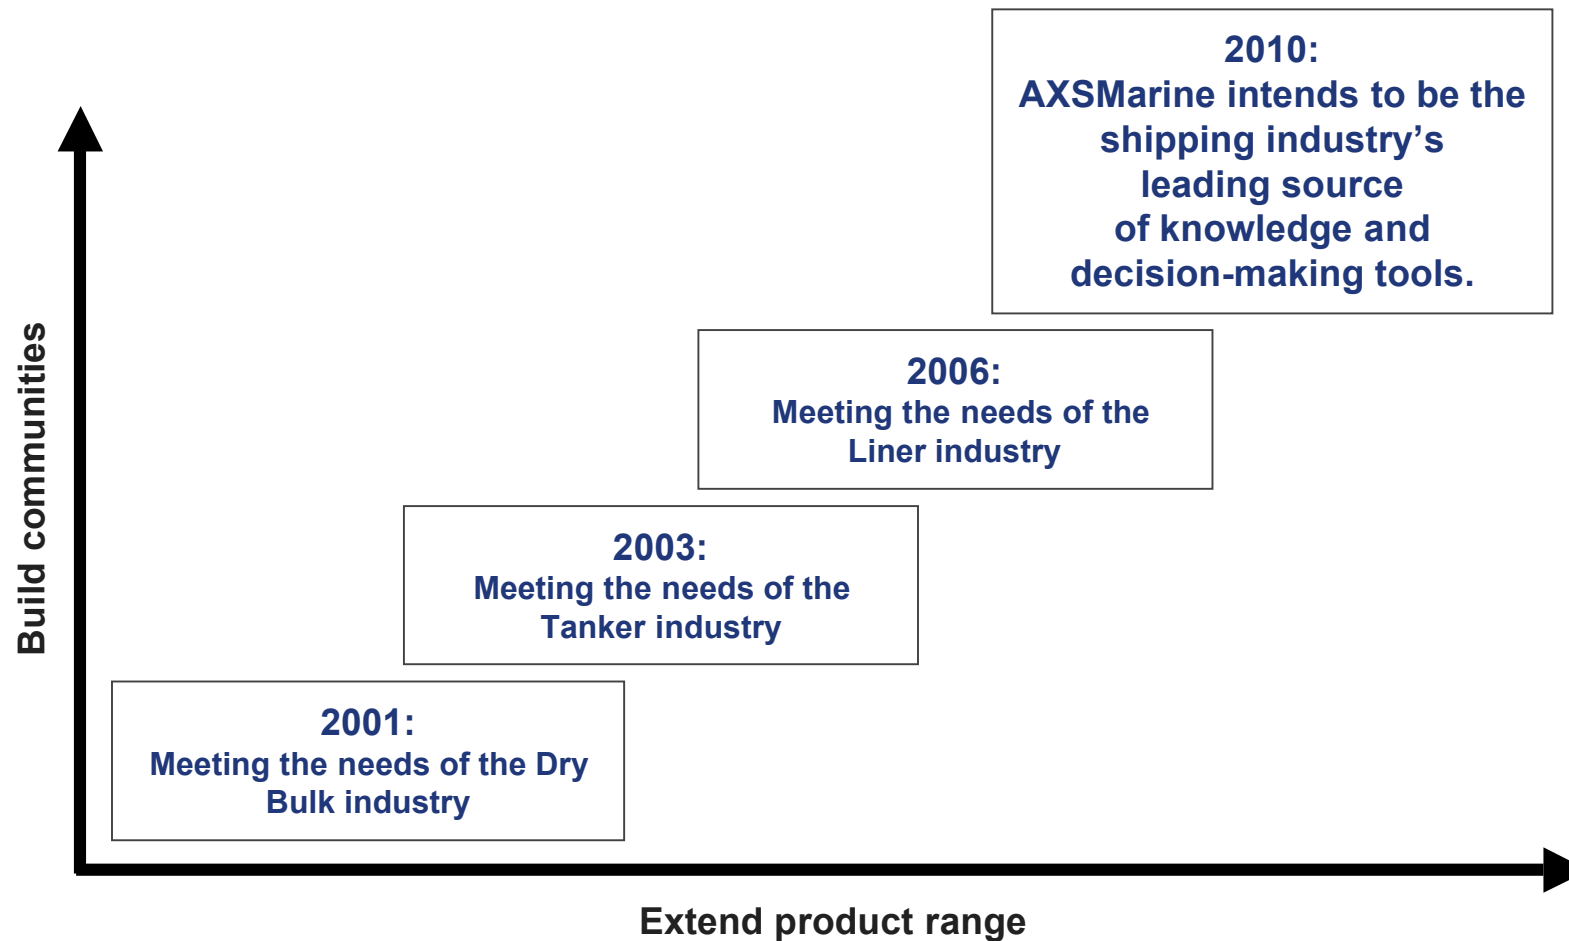 2010:
AXSMarine intends to be the
shipping industry’s
leading source
of knowledge and
decision-making tools.
2006:
Meeting the needs of the
Liner industry
2003:
Meeting the needs of the
Tanker industry
2001:
Meeting the needs of the Dry
Bulk industry
Build communities
Extend product range